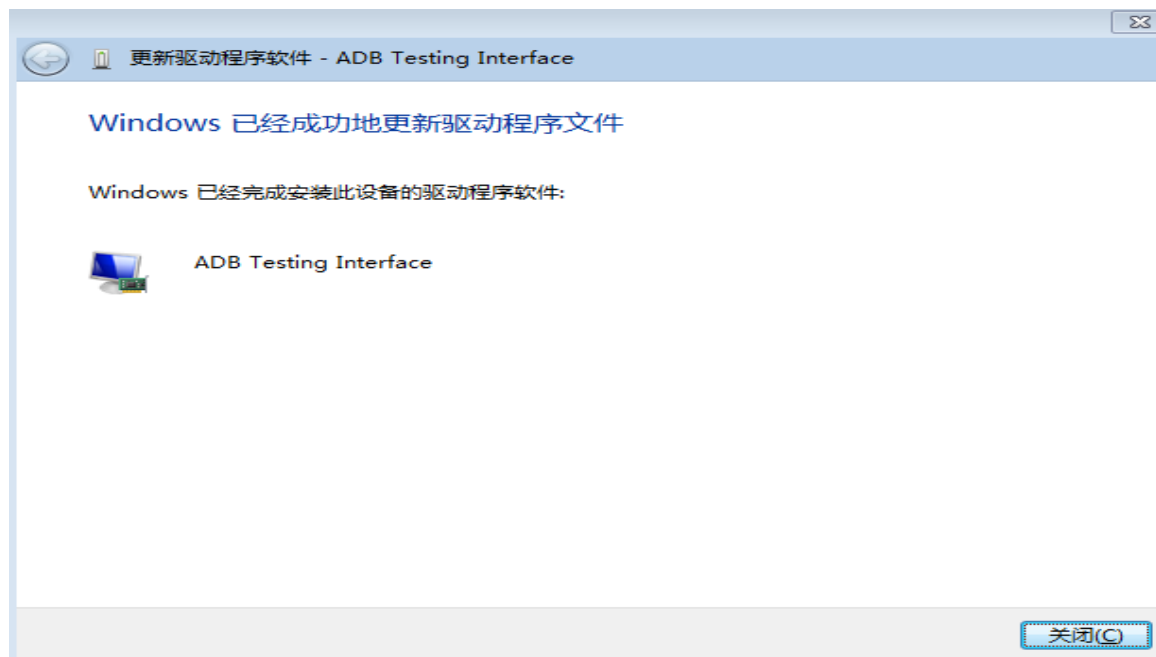 更新驱动程序软件 - ADB Testing Interface
Windows 已经成功地更新驱动程序文件
Windows 已经完成安装此设备的驱动程序软件:
ADB Testing Interface
关闭(C)